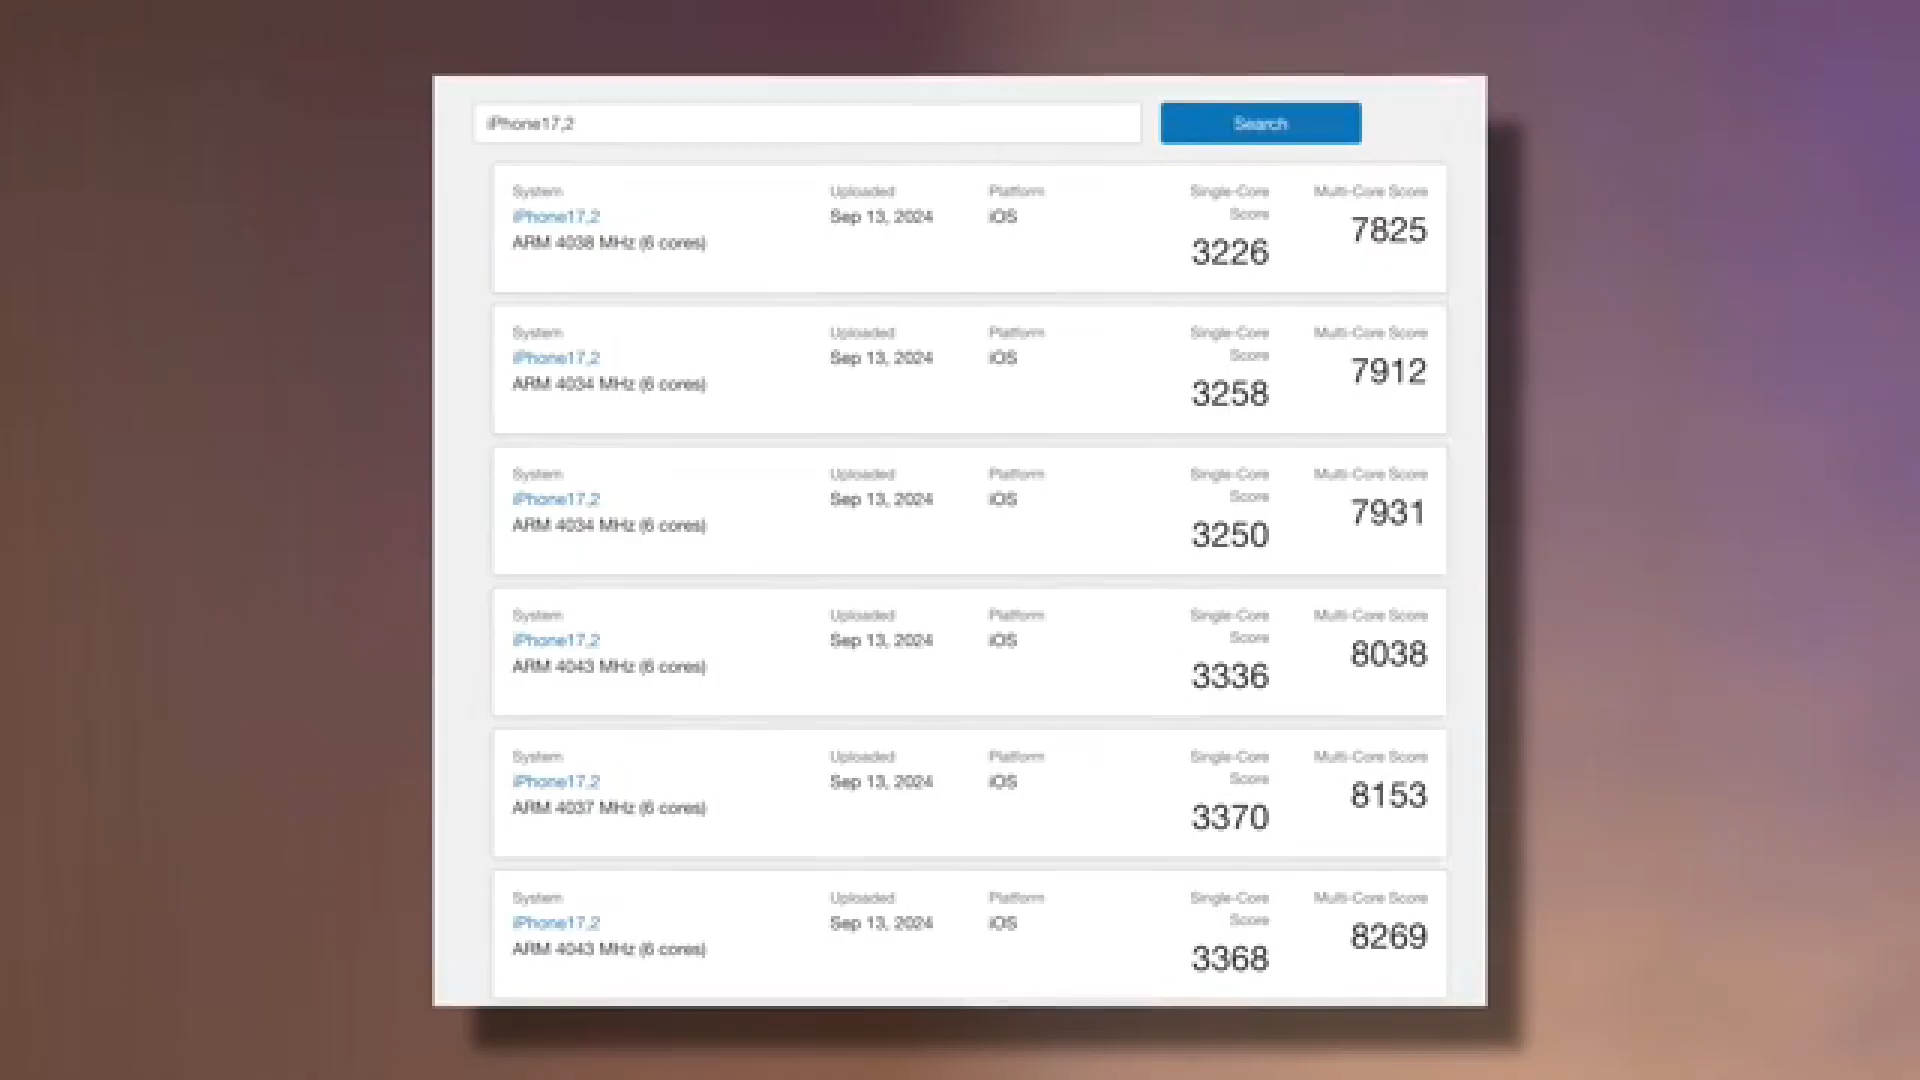 iPhone17,2
Search
System
Uploaded
Platform
Single-Core Score
Multi-Core Score
iPhone17,2
Sep 13, 2024
iOS
3226
7825
ARM 4038 MHz (6 cores)
System
Uploaded
Platform
Single-Core Score
Multi-Core Score
iPhone17,2
Sep 13, 2024
iOS
3258
7912
ARM 4034 MHz (6 cores)
System
Uploaded
Platform
Single-Core Score
Multi-Core Score
iPhone17,2
Sep 13, 2024
iOS
3250
7931
ARM 4034 MHz (6 cores)
System
Uploaded
Platform
Single-Core Score
Multi-Core Score
iPhone17,2
Sep 13, 2024
iOS
3336
8038
ARM 4043 MHz (6 cores)
System
Uploaded
Platform
Single-Core Score
Multi-Core Score
iPhone17,2
Sep 13, 2024
iOS
3370
8153
ARM 4037 MHz (6 cores)
System
Uploaded
Platform
Single-Core Score
Multi-Core Score
iPhone17,2
Sep 13, 2024
iOS
3368
8269
ARM 4043 MHz (6 cores)